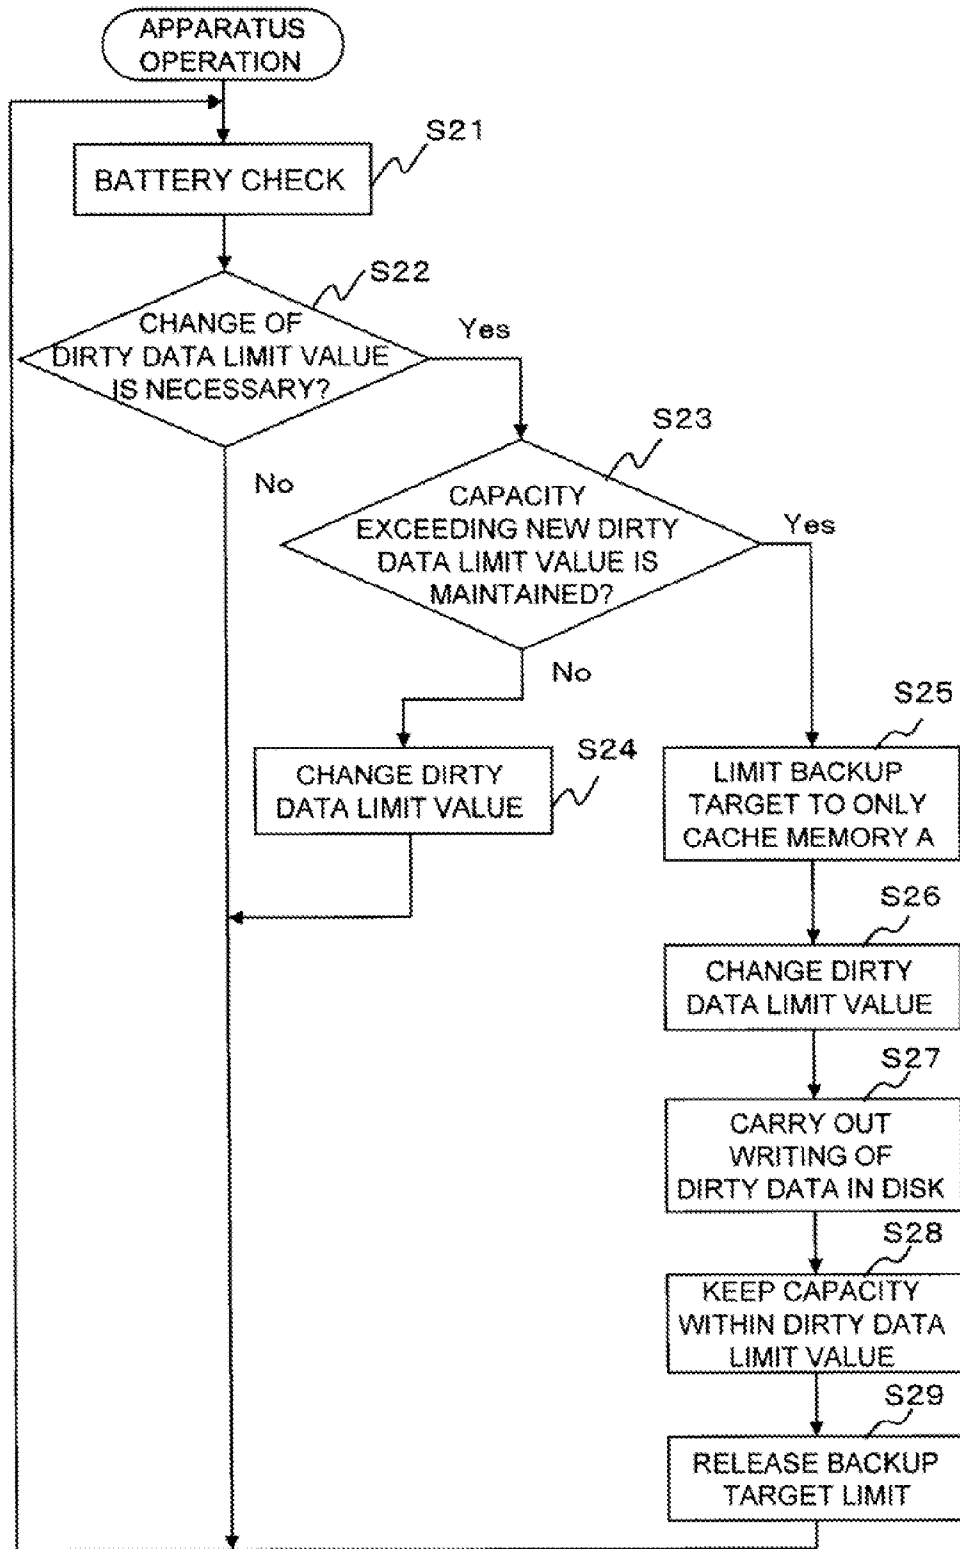 APPARATUS
OPERATION
S21
BATTERY CHECK
S22
CHANGE OF
DIRTY DATA LIMIT VALUE
IS NECESSARY?
Yes
No
S23
CAPACITY
EXCEEDING NEW DIRTY
DATA LIMIT VALUE IS
MAINTAINED?
Yes
No
S24
CHANGE DIRTY
DATA LIMIT VALUE
S25
LIMIT BACKUP
TARGET TO ONLY
CACHE MEMORY A
S26
CHANGE DIRTY
DATA LIMIT VALUE
S27
CARRY OUT
WRITING OF
DIRTY DATA IN DISK
S28
KEEP CAPACITY
WITHIN DIRTY DATA
LIMIT VALUE
S29
RELEASE BACKUP
TARGET LIMIT